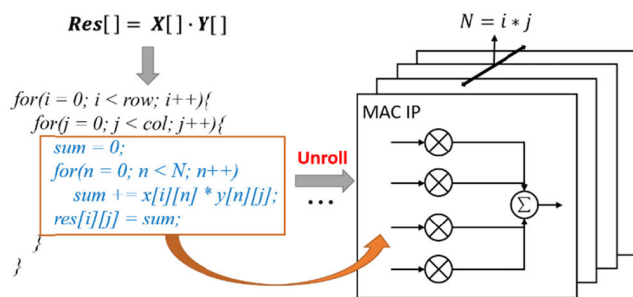 Res[] = X[] · Y[]
for(i = 0; i < row; i++){
for(j = 0; j < col; j++){
sum = 0;
for(n = 0; n < N; n++)
sum += x[i][n] * y[n][j];
res[i][j] = sum;
}
}
Unroll
...
N = i * j
MAC IP
Σ